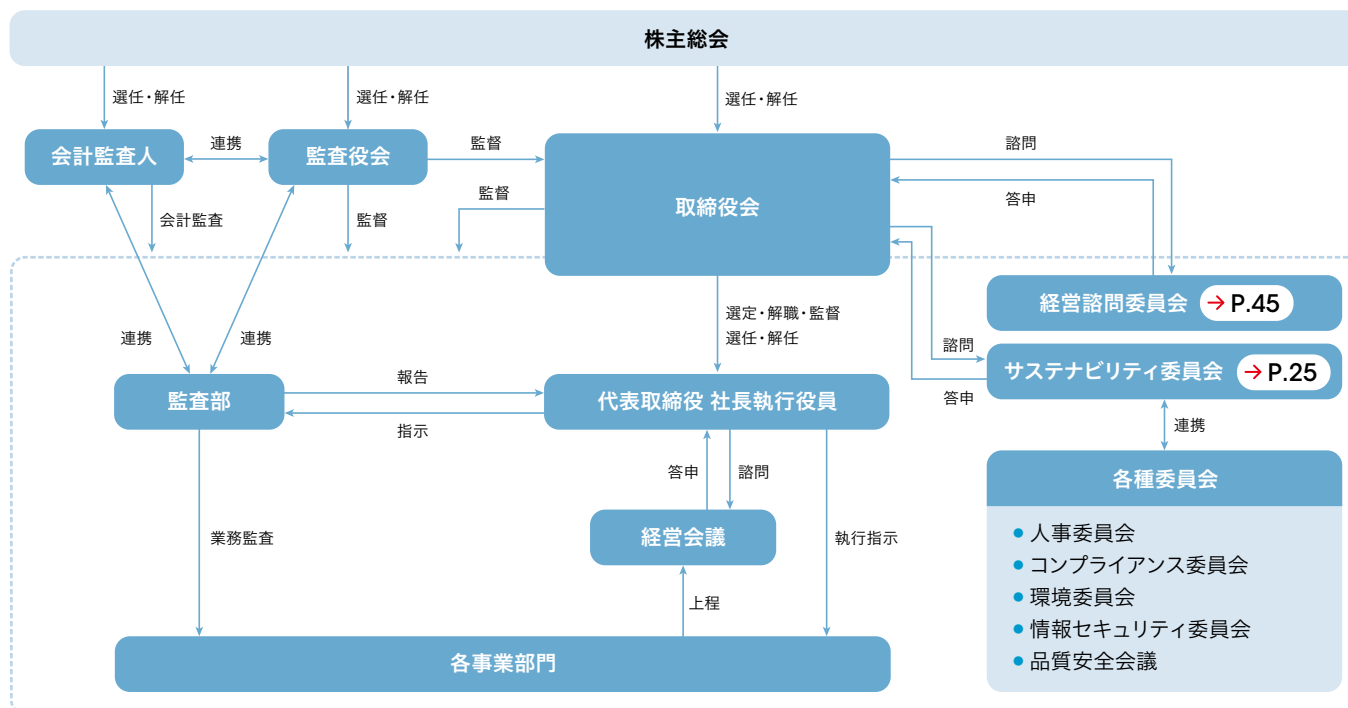 株主総会
選任・解任
選任・解任
選任・解任
会計監査人
連携
監査役会
監督
取締役会
諮問
答申
監督
会計監査
監督
経営諮問委員会 → P.45
選定・解職・監督
選任・解任
連携
連携
諮問
サステナビリティ委員会 → P.25
答申
監査部
報告
指示
代表取締役 社長執行役員
連携
答申
諮問
各種委員会
経営会議
業務監査
執行指示
上程
• 人事委員会
• コンプライアンス委員会
• 環境委員会
• 情報セキュリティ委員会
• 品質安全会議
各事業部門